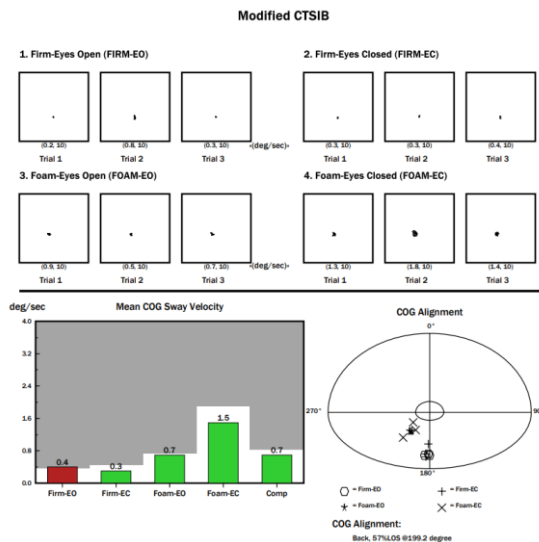 Modified CTSIB
1. Firm-Eyes Open (FIRM-EO)
2. Firm-Eyes Closed (FIRM-EC)
(0.2, 10) (0.8, 10) (0.3, 10) (deg/sec) (0.3, 10) (0.3, 10) (0.4, 10)
Trial 1 Trial 2 Trial 3 Trial 1 Trial 2 Trial 3
3. Foam-Eyes Open (FOAM-EO)
4. Foam-Eyes Closed (FOAM-EC)
(0.9, 10) (0.5, 10) (0.7, 10) (deg/sec) (1.3, 10) (1.8, 10) (1.4, 10)
Trial 1 Trial 2 Trial 3 Trial 1 Trial 2 Trial 3
deg/sec Mean COG Sway Velocity
4.0
3.2
2.4
1.6
0.8
0.0
0.4 0.3 0.7 1.5 0.7
Firm-EO Firm-EC Foam-EO Foam-EC Comp
COG Alignment
0°
270° 90
180°
= Firm-EO = Firm-EC
= Foam-EO = Foam-EC
COG Alignment:
Back, 57%LOS @199.2 degree